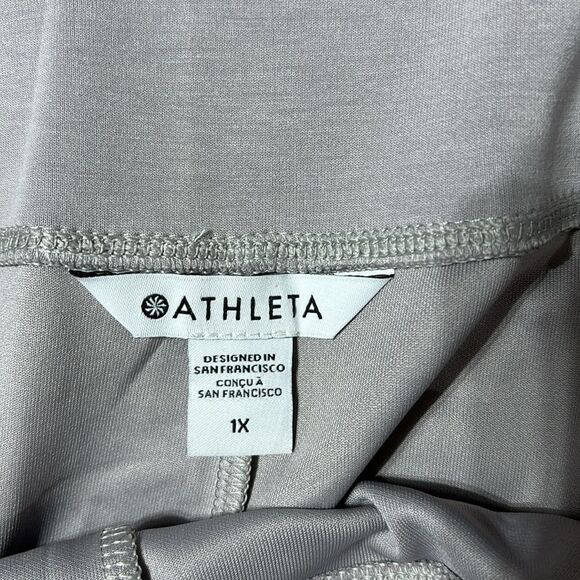 ATHLETA
DESIGNED IN
SAN FRANCISCO
CONÇU À
SAN FRANCISCO
1X